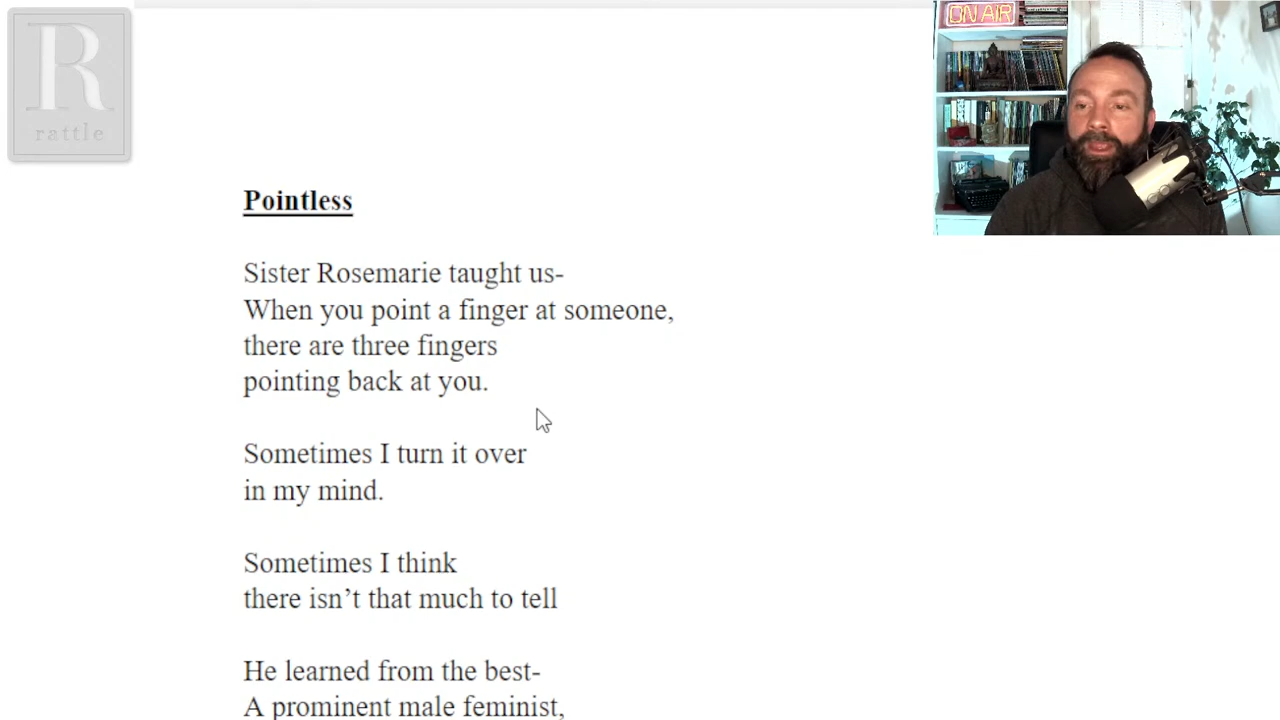 R
rattle
ON AIR
Pointless
Sister Rosemarie taught us-
When you point a finger at someone,
there are three fingers
pointing back at you.
Sometimes I turn it over
in my mind.
Sometimes I think
there isn't that much to tell
He learned from the best-
A prominent male feminist,